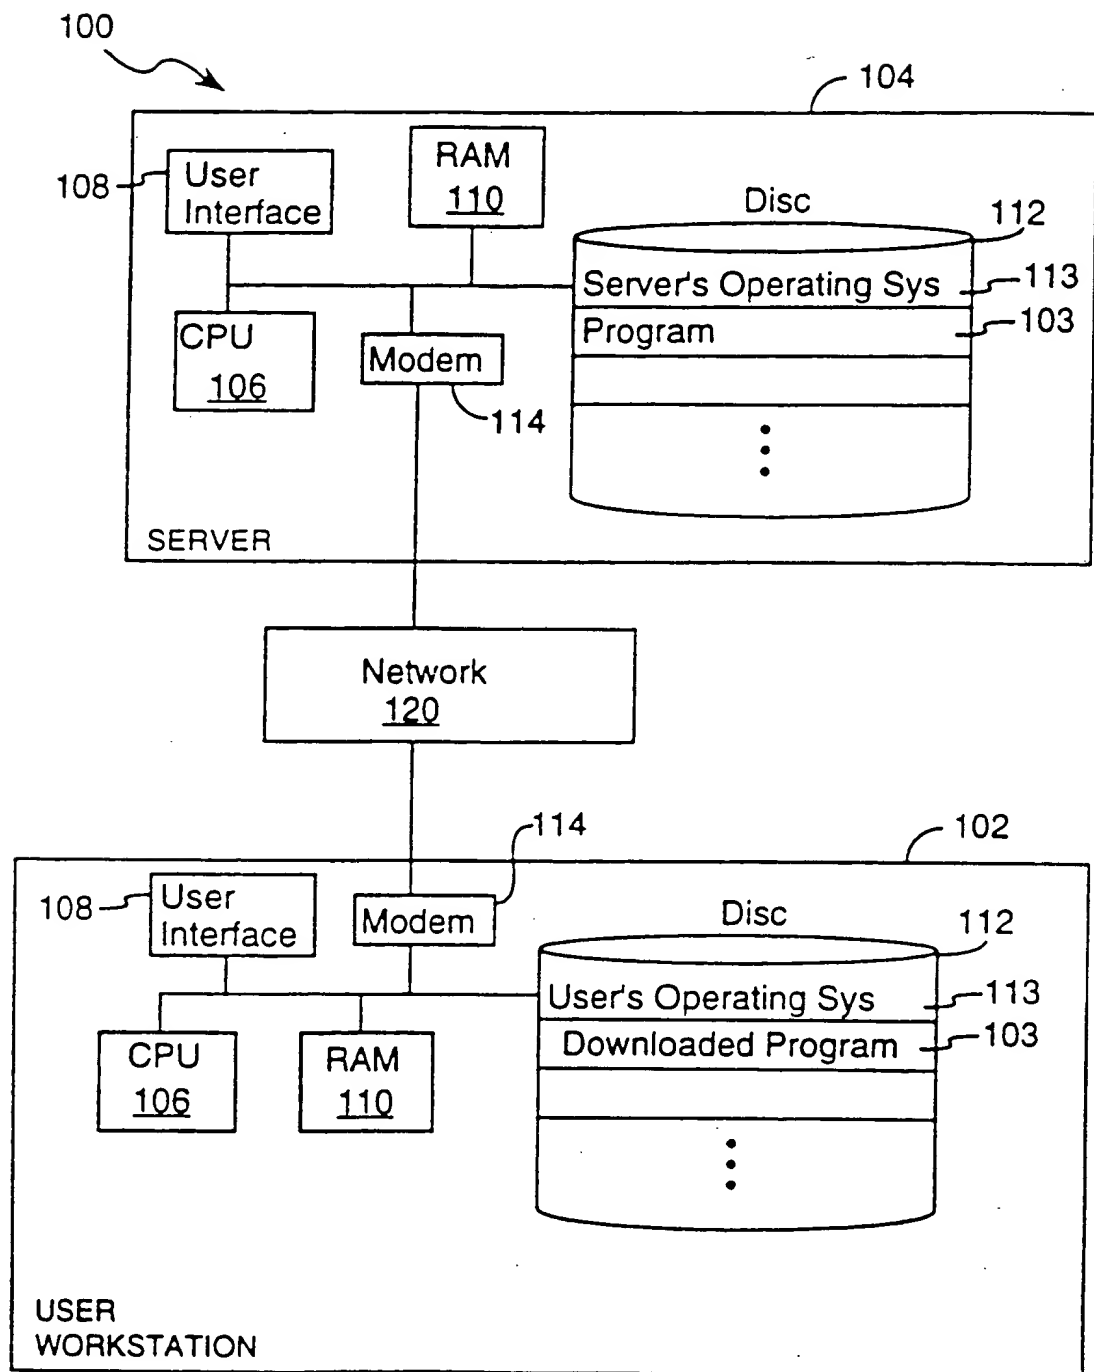 100
104
108
User
Interface
RAM
110
Disc
112
Server's Operating Sys
113
Program
103
CPU
106
Modem
114
SERVER
Network
120
114
102
108
User
Interface
Modem
Disc
112
User's Operating Sys
113
Downloaded Program
103
CPU
106
RAM
110
USER
WORKSTATION